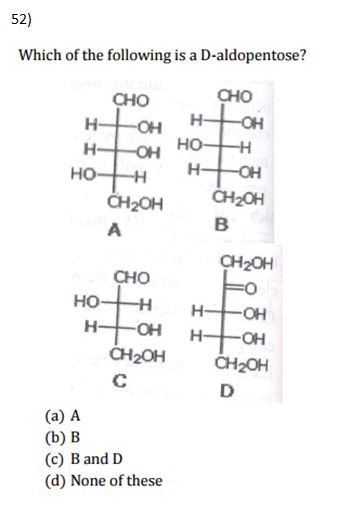 52)
Which of the following is a D-aldopentose?
CHO
H OH
H OH
HO H
CH₂OH
A
CHO
H OH
HO H
H OH
CH₂OH
B
CHO
HO H
H OH
CH₂OH
C
CH₂OH
O
H OH
H OH
CH₂OH
D
(a) A
(b) B
(c) B and D
(d) None of these